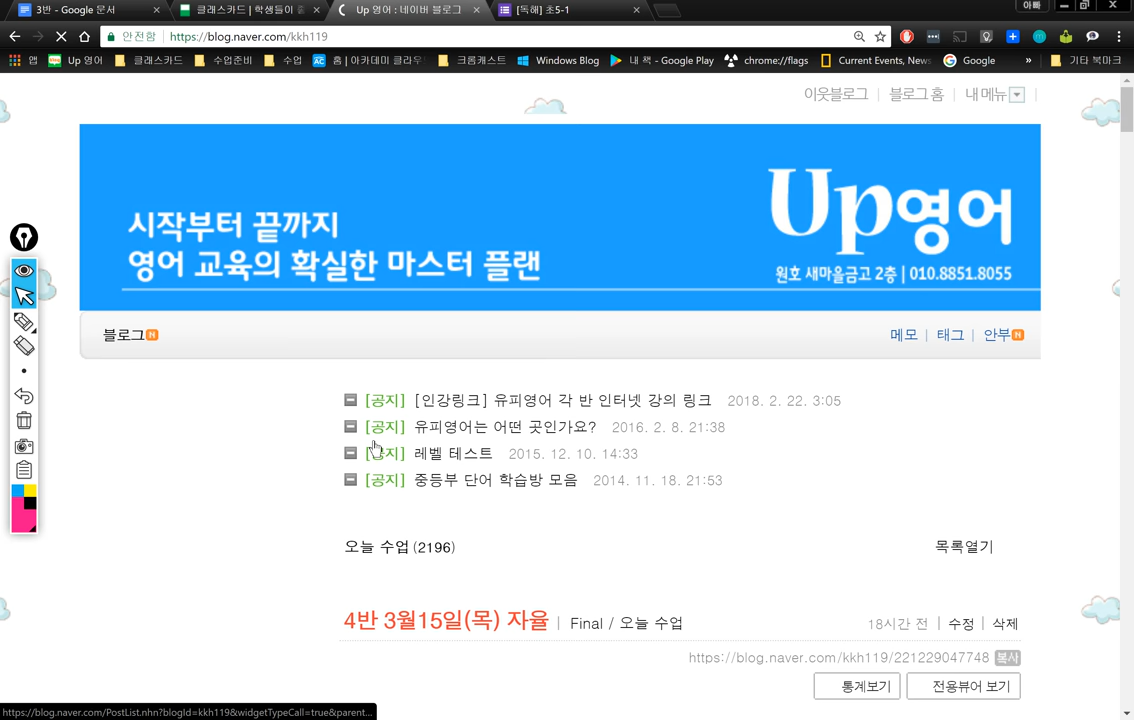 3반 - Google 문서
클래스카드 | 학생들이 
Up 영어 : 네이버 블로그
[독해] 초5-1
아빠
안전함 https://blog.naver.com/kkh119
앱 Up 영어 클래스카드 수업준비 수업 홈 | 아카데미 클라우 크롬캐스트 Windows Blog 내 책 - Google Play chrome://flags Current Events, News Google » 기타 북마크
이웃블로그 | 블로그 홈 | 내 메뉴
시작부터 끝까지
영어 교육의 확실한 마스터 플랜
Up영어
원호 새마을금고 2층 | 010.8851.8055
블로그 N
메모 | 태그 | 안부 N
[공지] [인강링크] 유피영어 각 반 인터넷 강의 링크 2018. 2. 22. 3:05
[공지] 유피영어는 어떤 곳인가요? 2016. 2. 8. 21:38
[공지] 레벨 테스트 2015. 12. 10. 14:33
[공지] 중등부 단어 학습방 모음 2014. 11. 18. 21:53
오늘 수업 (2196)
목록열기
4반 3월15일(목) 자율 | Final / 오늘 수업
18시간 전 | 수정 | 삭제
https://blog.naver.com/kkh119/221229047748 복사
통계보기 전용뷰어 보기
https://blog.naver.com/PostList.nhn?blogId=kkh119&widgetTypeCall=true&parent...